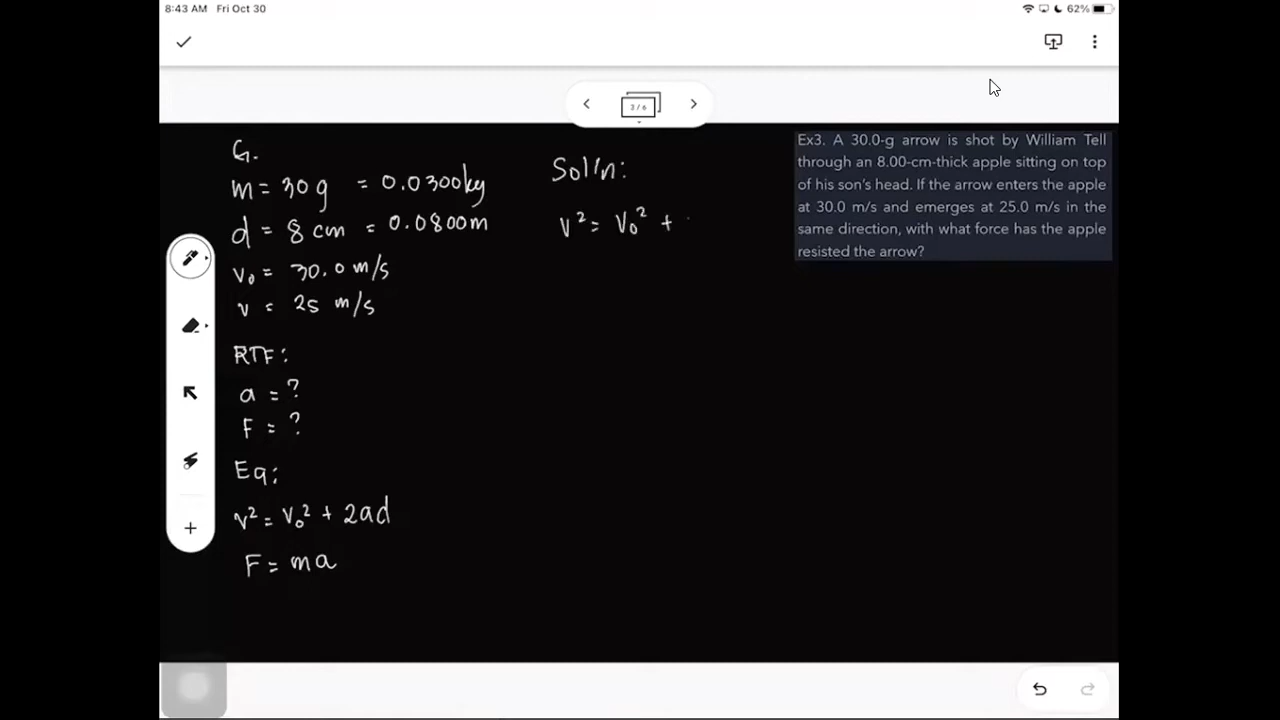 8:43 AM Fri Oct 30
62%
3 / 6
G.
m = 30 g = 0.0300kg
d = 8 cm = 0.0800m
v₀ = 30.0 m/s
v = 25 m/s
RTF:
a = ?
F = ?
Eq:
v² = v₀² + 2ad
F = ma
Sol'n:
v² = v₀² +
Ex3. A 30.0-g arrow is shot by William Tell
through an 8.00-cm-thick apple sitting on top
of his son's head. If the arrow enters the apple
at 30.0 m/s and emerges at 25.0 m/s in the
same direction, with what force has the apple
resisted the arrow?